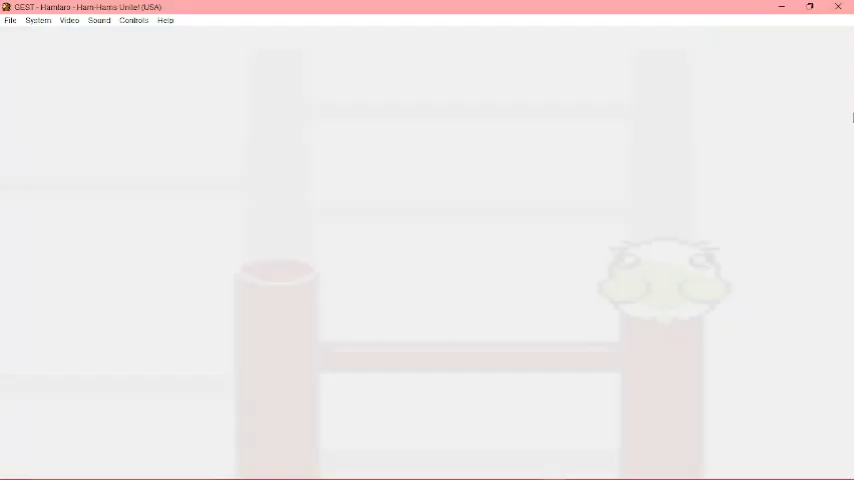 GEST - Hamtaro - Ham-Hams Unite! (USA)
File System Video Sound Controls Help